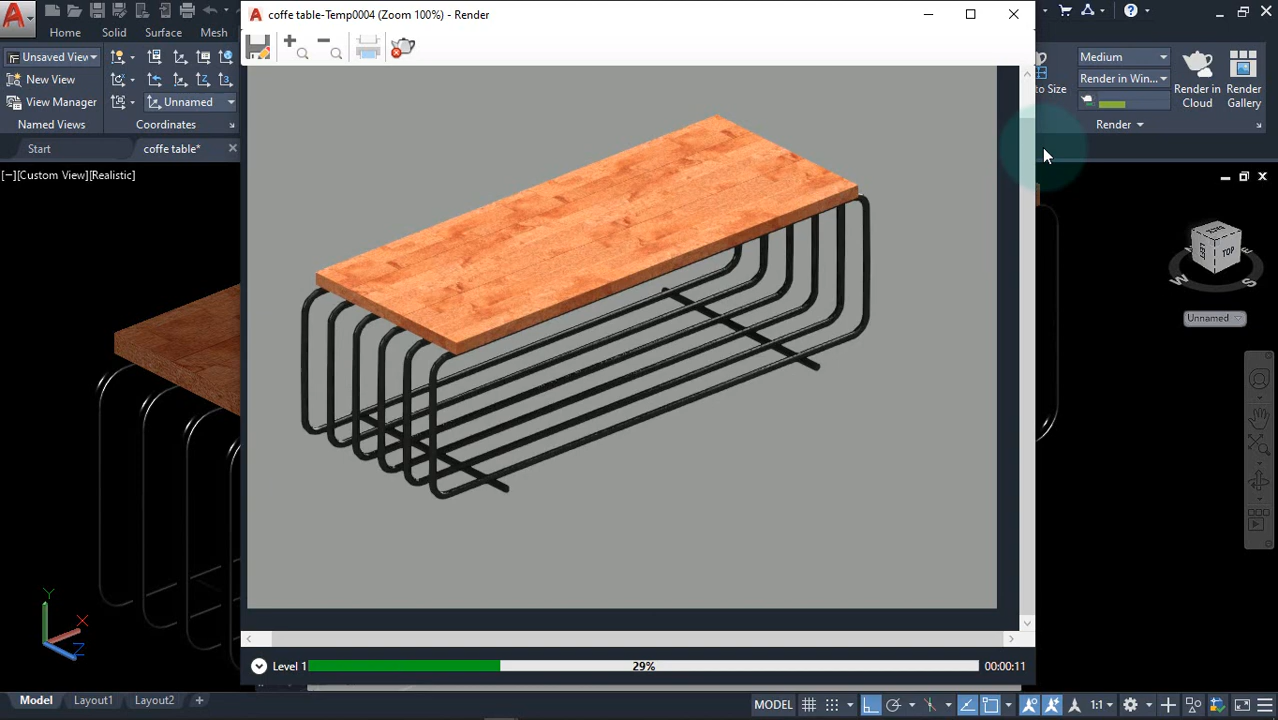 coffe table-Temp0004 (Zoom 100%) - Render
Home
Solid
Surface
Mesh
Unsaved View
New View
View Manager
Named Views
Unnamed
Coordinates
to Size
Medium
Render in Win...
Render
Render in
Cloud
Render
Gallery
Start
coffe table*
[−][Custom View][Realistic]
TOP
W
S
E
Unnamed
Y
X
Z
Level 1
29%
00:00:11
Model
Layout1
Layout2
+
MODEL
1:1